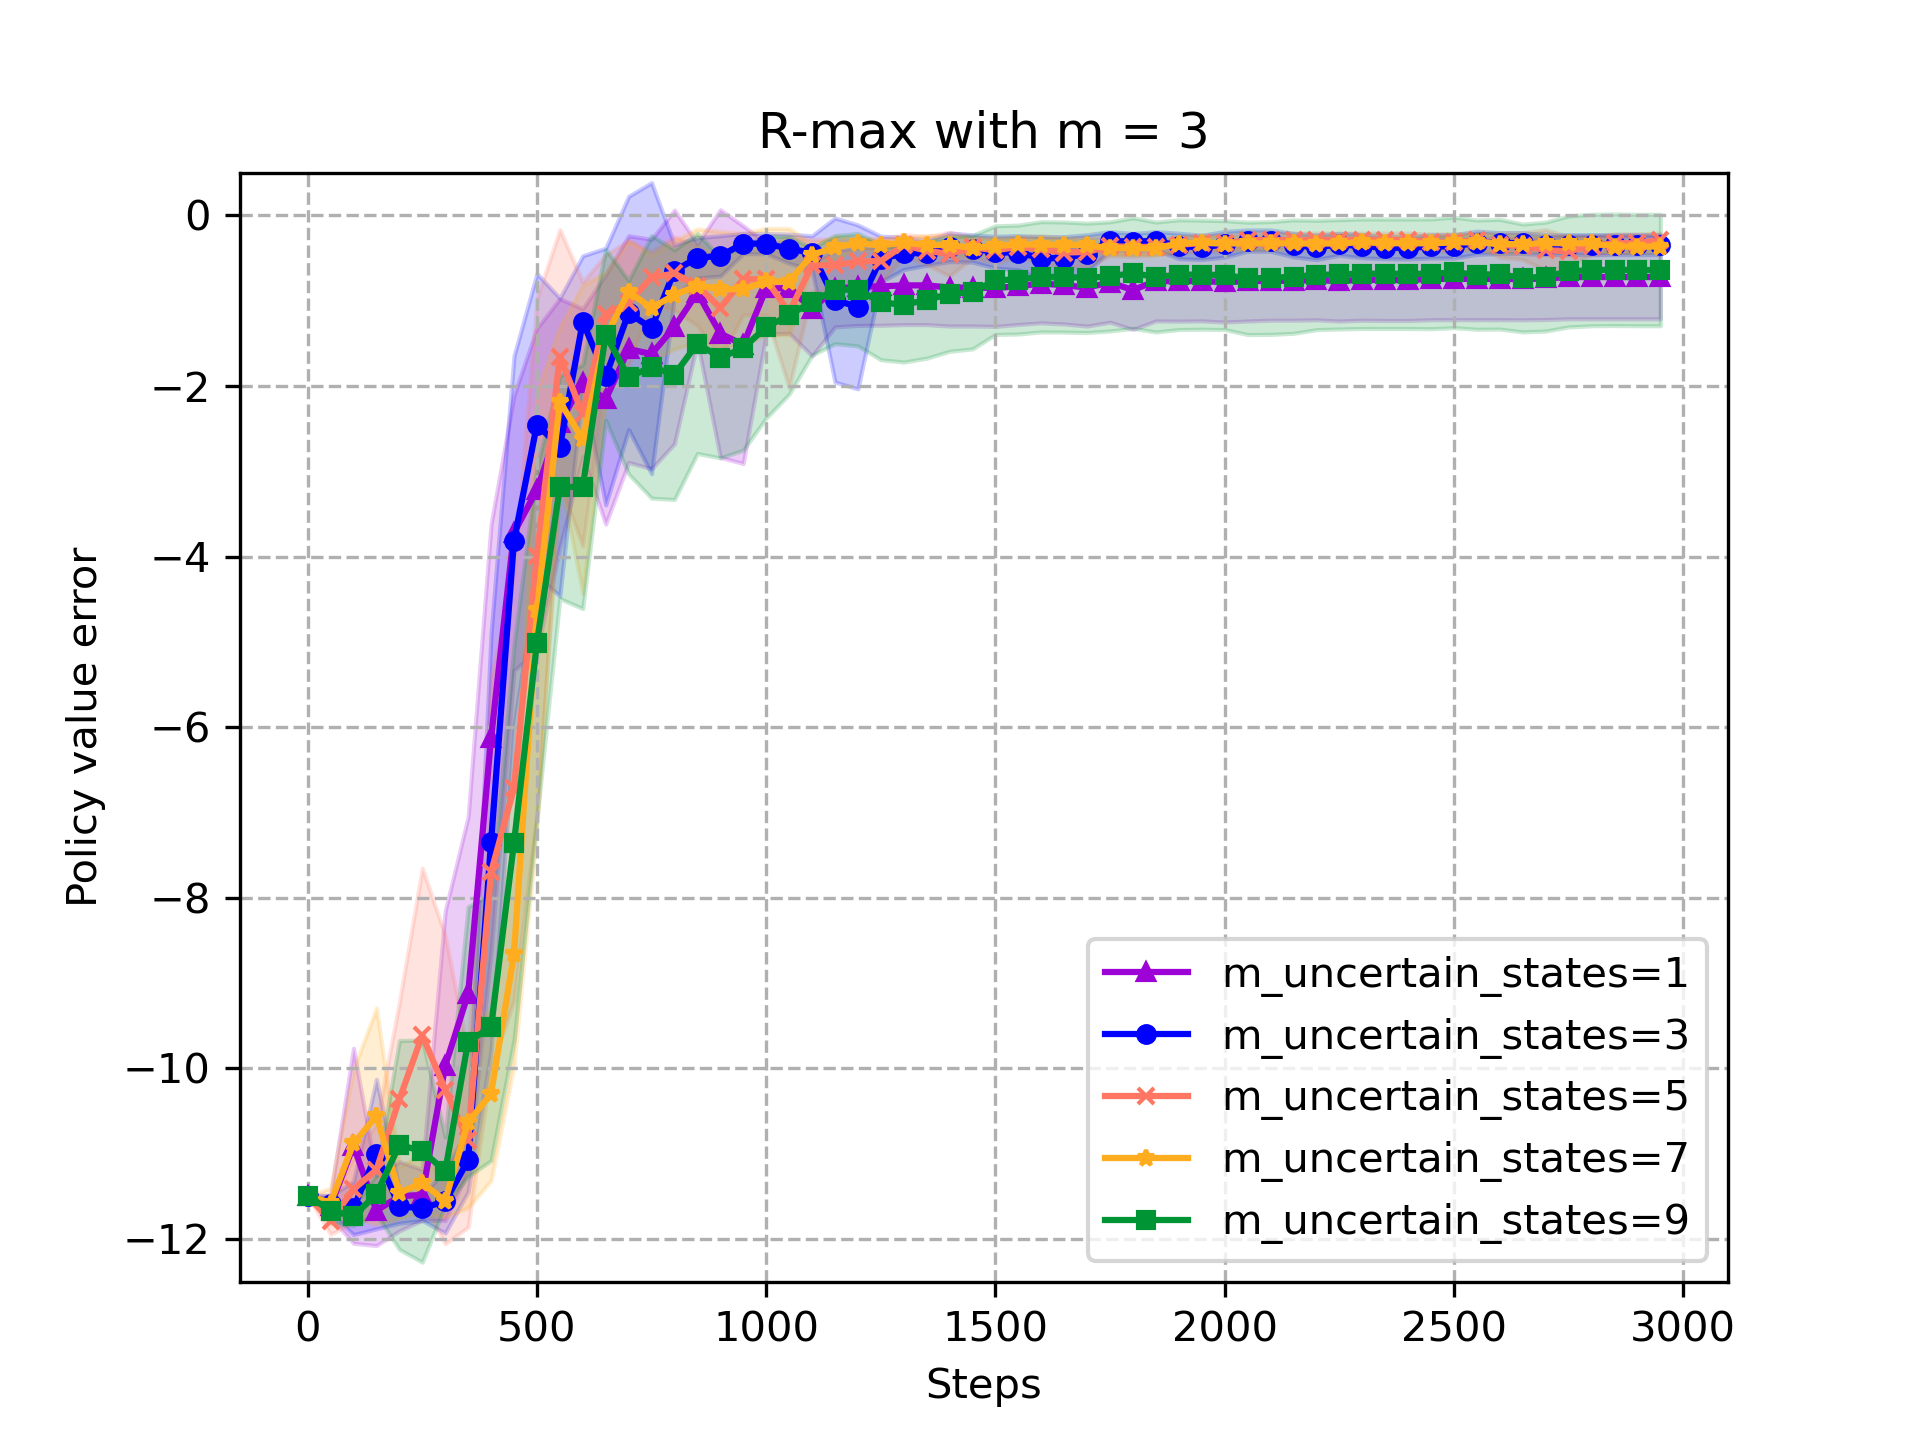 R-max with m = 3
Policy value error
0
−2
−4
−6
−8
−10
−12
m_uncertain_states=1
m_uncertain_states=3
m_uncertain_states=5
m_uncertain_states=7
m_uncertain_states=9
0 500 1000 1500 2000 2500 3000
Steps